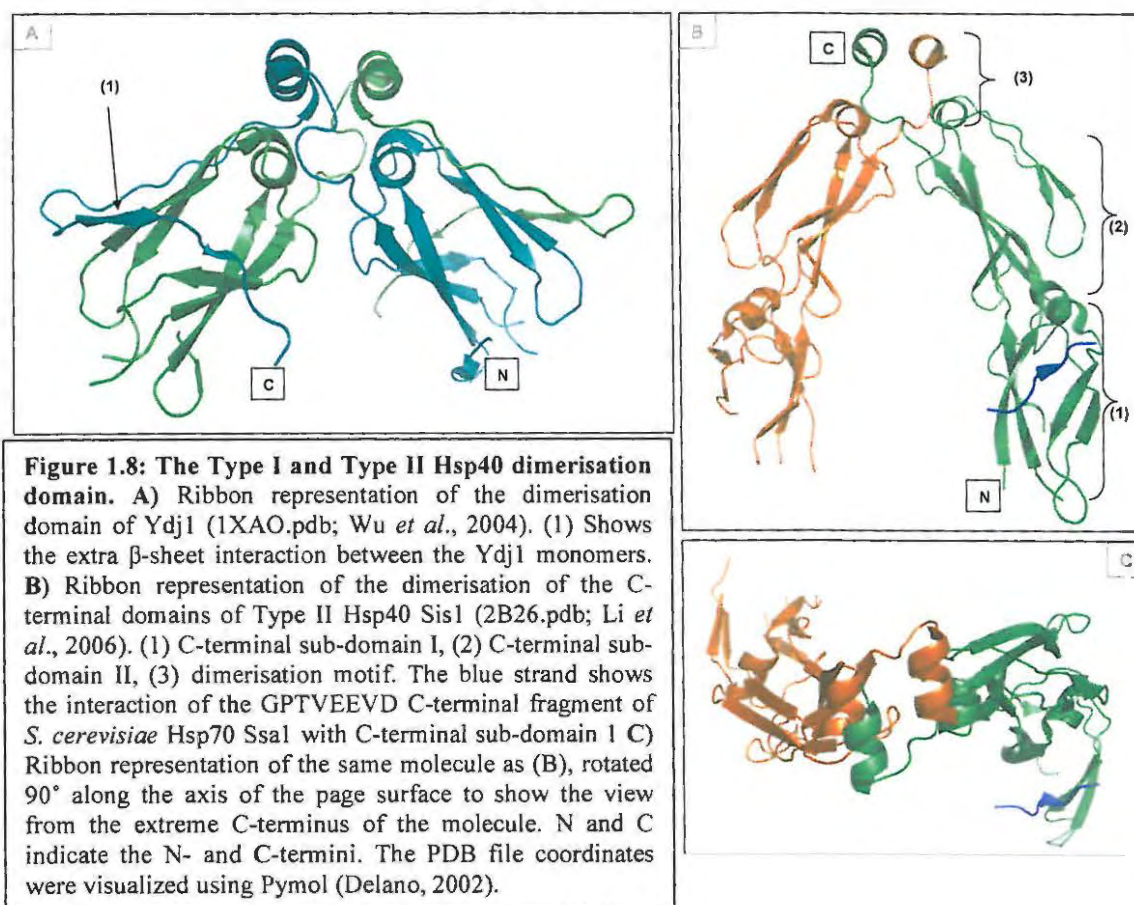 A
(1)
C
N
B
C
(3)
(2)
(1)
N
C
Figure 1.8: The Type I and Type II Hsp40 dimerisation
domain. A) Ribbon representation of the dimerisation
domain of Ydj1 (1XAO.pdb; Wu et al., 2004). (1) Shows
the extra β-sheet interaction between the Ydj1 monomers.
B) Ribbon representation of the dimerisation of the C-
terminal domains of Type II Hsp40 Sis1 (2B26.pdb; Li et
al., 2006). (1) C-terminal sub-domain I, (2) C-terminal sub-
domain II, (3) dimerisation motif. The blue strand shows
the interaction of the GPTVEEVD C-terminal fragment of
S. cerevisiae Hsp70 Ssa1 with C-terminal sub-domain 1 C)
Ribbon representation of the same molecule as (B), rotated
90° along the axis of the page surface to show the view
from the extreme C-terminus of the molecule. N and C
indicate the N- and C-termini. The PDB file coordinates
were visualized using Pymol (Delano, 2002).